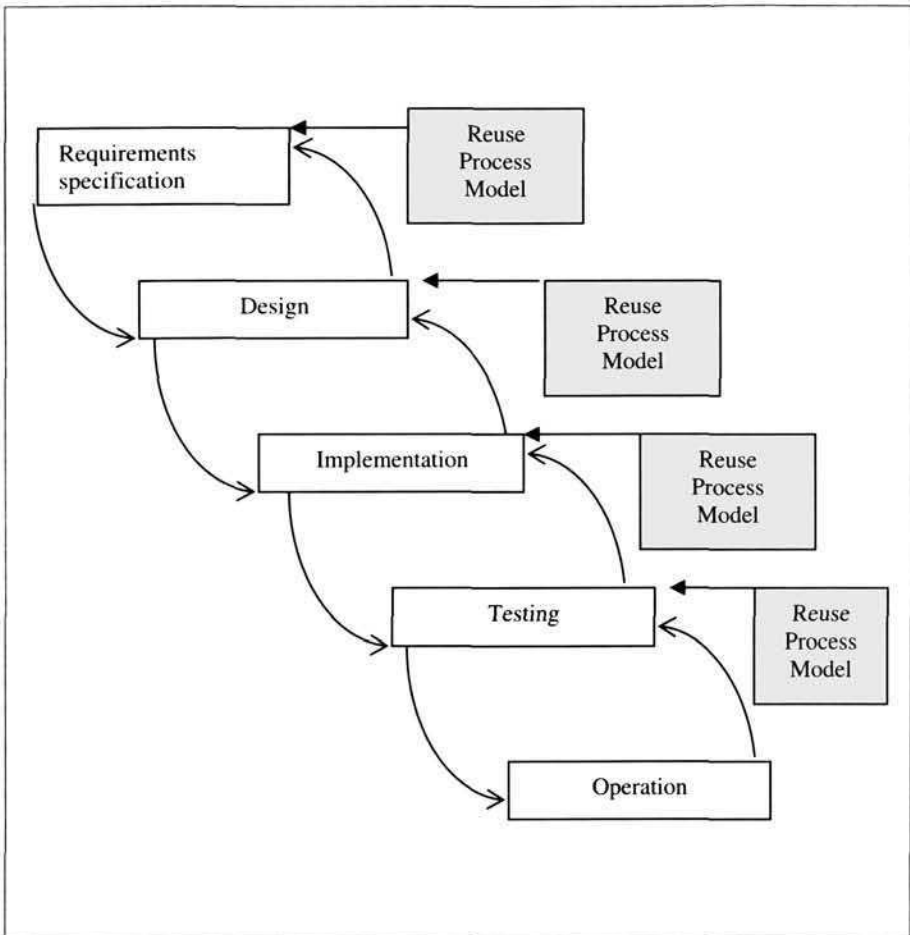 Requirements
specification
Reuse
Process
Model
Design
Reuse
Process
Model
Implementation
Reuse
Process
Model
Testing
Reuse
Process
Model
Operation